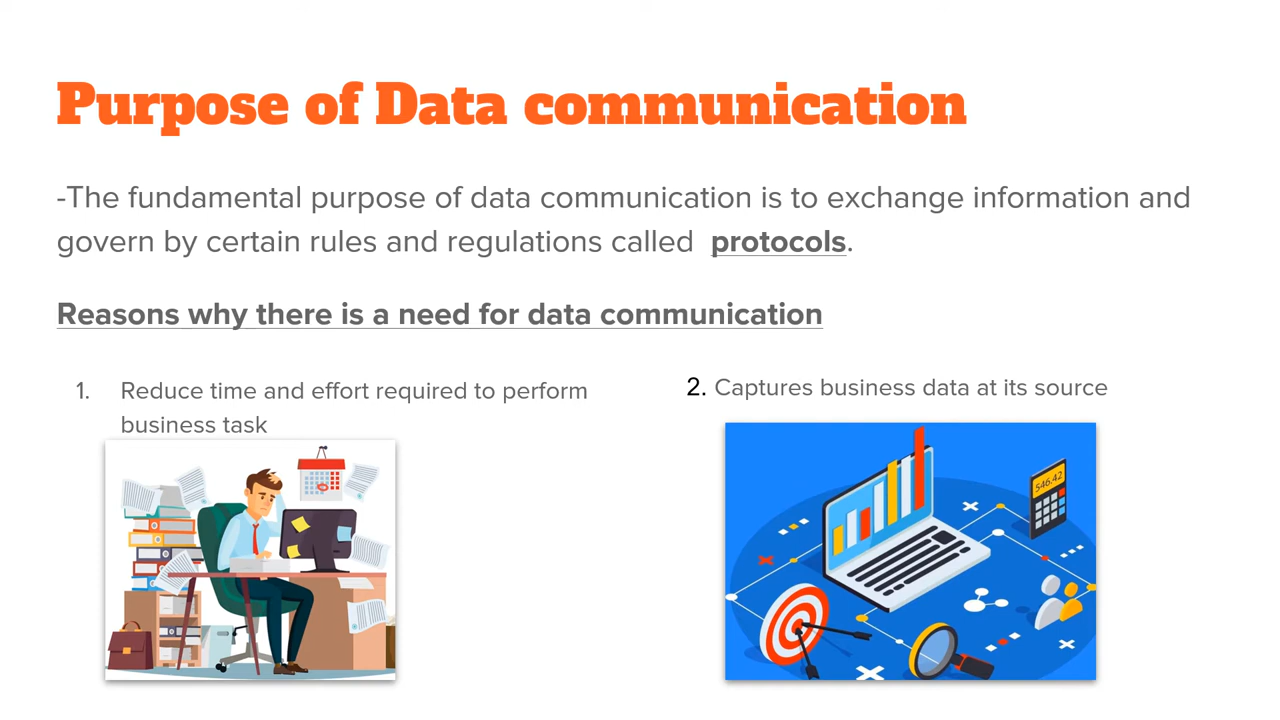 Purpose of Data communication
-The fundamental purpose of data communication is to exchange information and
govern by certain rules and regulations called protocols.
Reasons why there is a need for data communication
1. Reduce time and effort required to perform
business task
2. Captures business data at its source
546.42